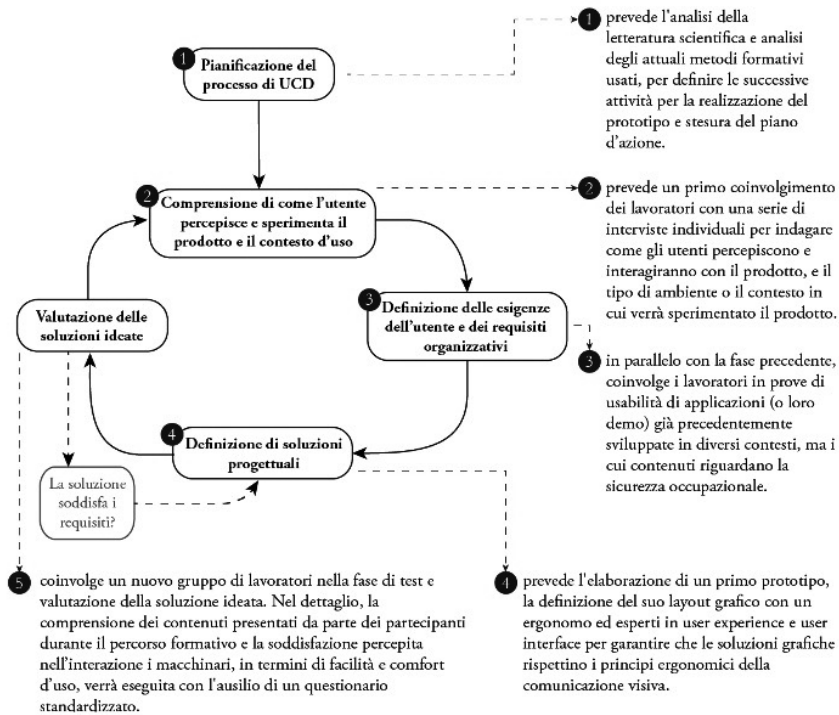 1
Pianificazione del
processo di UCD
1
prevede l'analisi della
letteratura scientifica e analisi
degli attuali metodi formativi
usati, per definire le successive
attività per la realizzazione del
prototipo e stesura del piano
d'azione.
2
Comprensione di come l'utente
percepisce e sperimenta il
prodotto e il contesto d'uso
2
prevede un primo coinvolgimento
dei lavoratori con una serie di
interviste individuali per indagare
come gli utenti percepiscono e
interagiranno con il prodotto, e il
tipo di ambiente o il contesto in
cui verrà sperimentato il prodotto.
Valutazione delle
soluzioni ideate
3
Definizione delle esigenze
dell'utente e dei requisiti
organizzativi
3
in parallelo con la fase precedente,
coinvolge i lavoratori in prove di
usabilità di applicazioni (o loro
demo) già precedentemente
sviluppate in diversi contesti, ma i
cui contenuti riguardano la
sicurezza occupazionale.
4
Definizione di soluzioni
progettuali
La soluzione
soddisfa i
requisiti?
5
coinvolge un nuovo gruppo di lavoratori nella fase di test e
valutazione della soluzione ideata. Nel dettaglio, la
comprensione dei contenuti presentati da parte dei partecipanti
durante il percorso formativo e la soddisfazione percepita
nell'interazione i macchinari, in termini di facilità e comfort
d'uso, verrà eseguita con l'ausilio di un questionario
standardizzato.
4
prevede l'elaborazione di un primo prototipo,
la definizione del suo layout grafico con un
ergonomo ed esperti in user experience e user
interface per garantire che le soluzioni grafiche
rispettino i principi ergonomici della
comunicazione visiva.